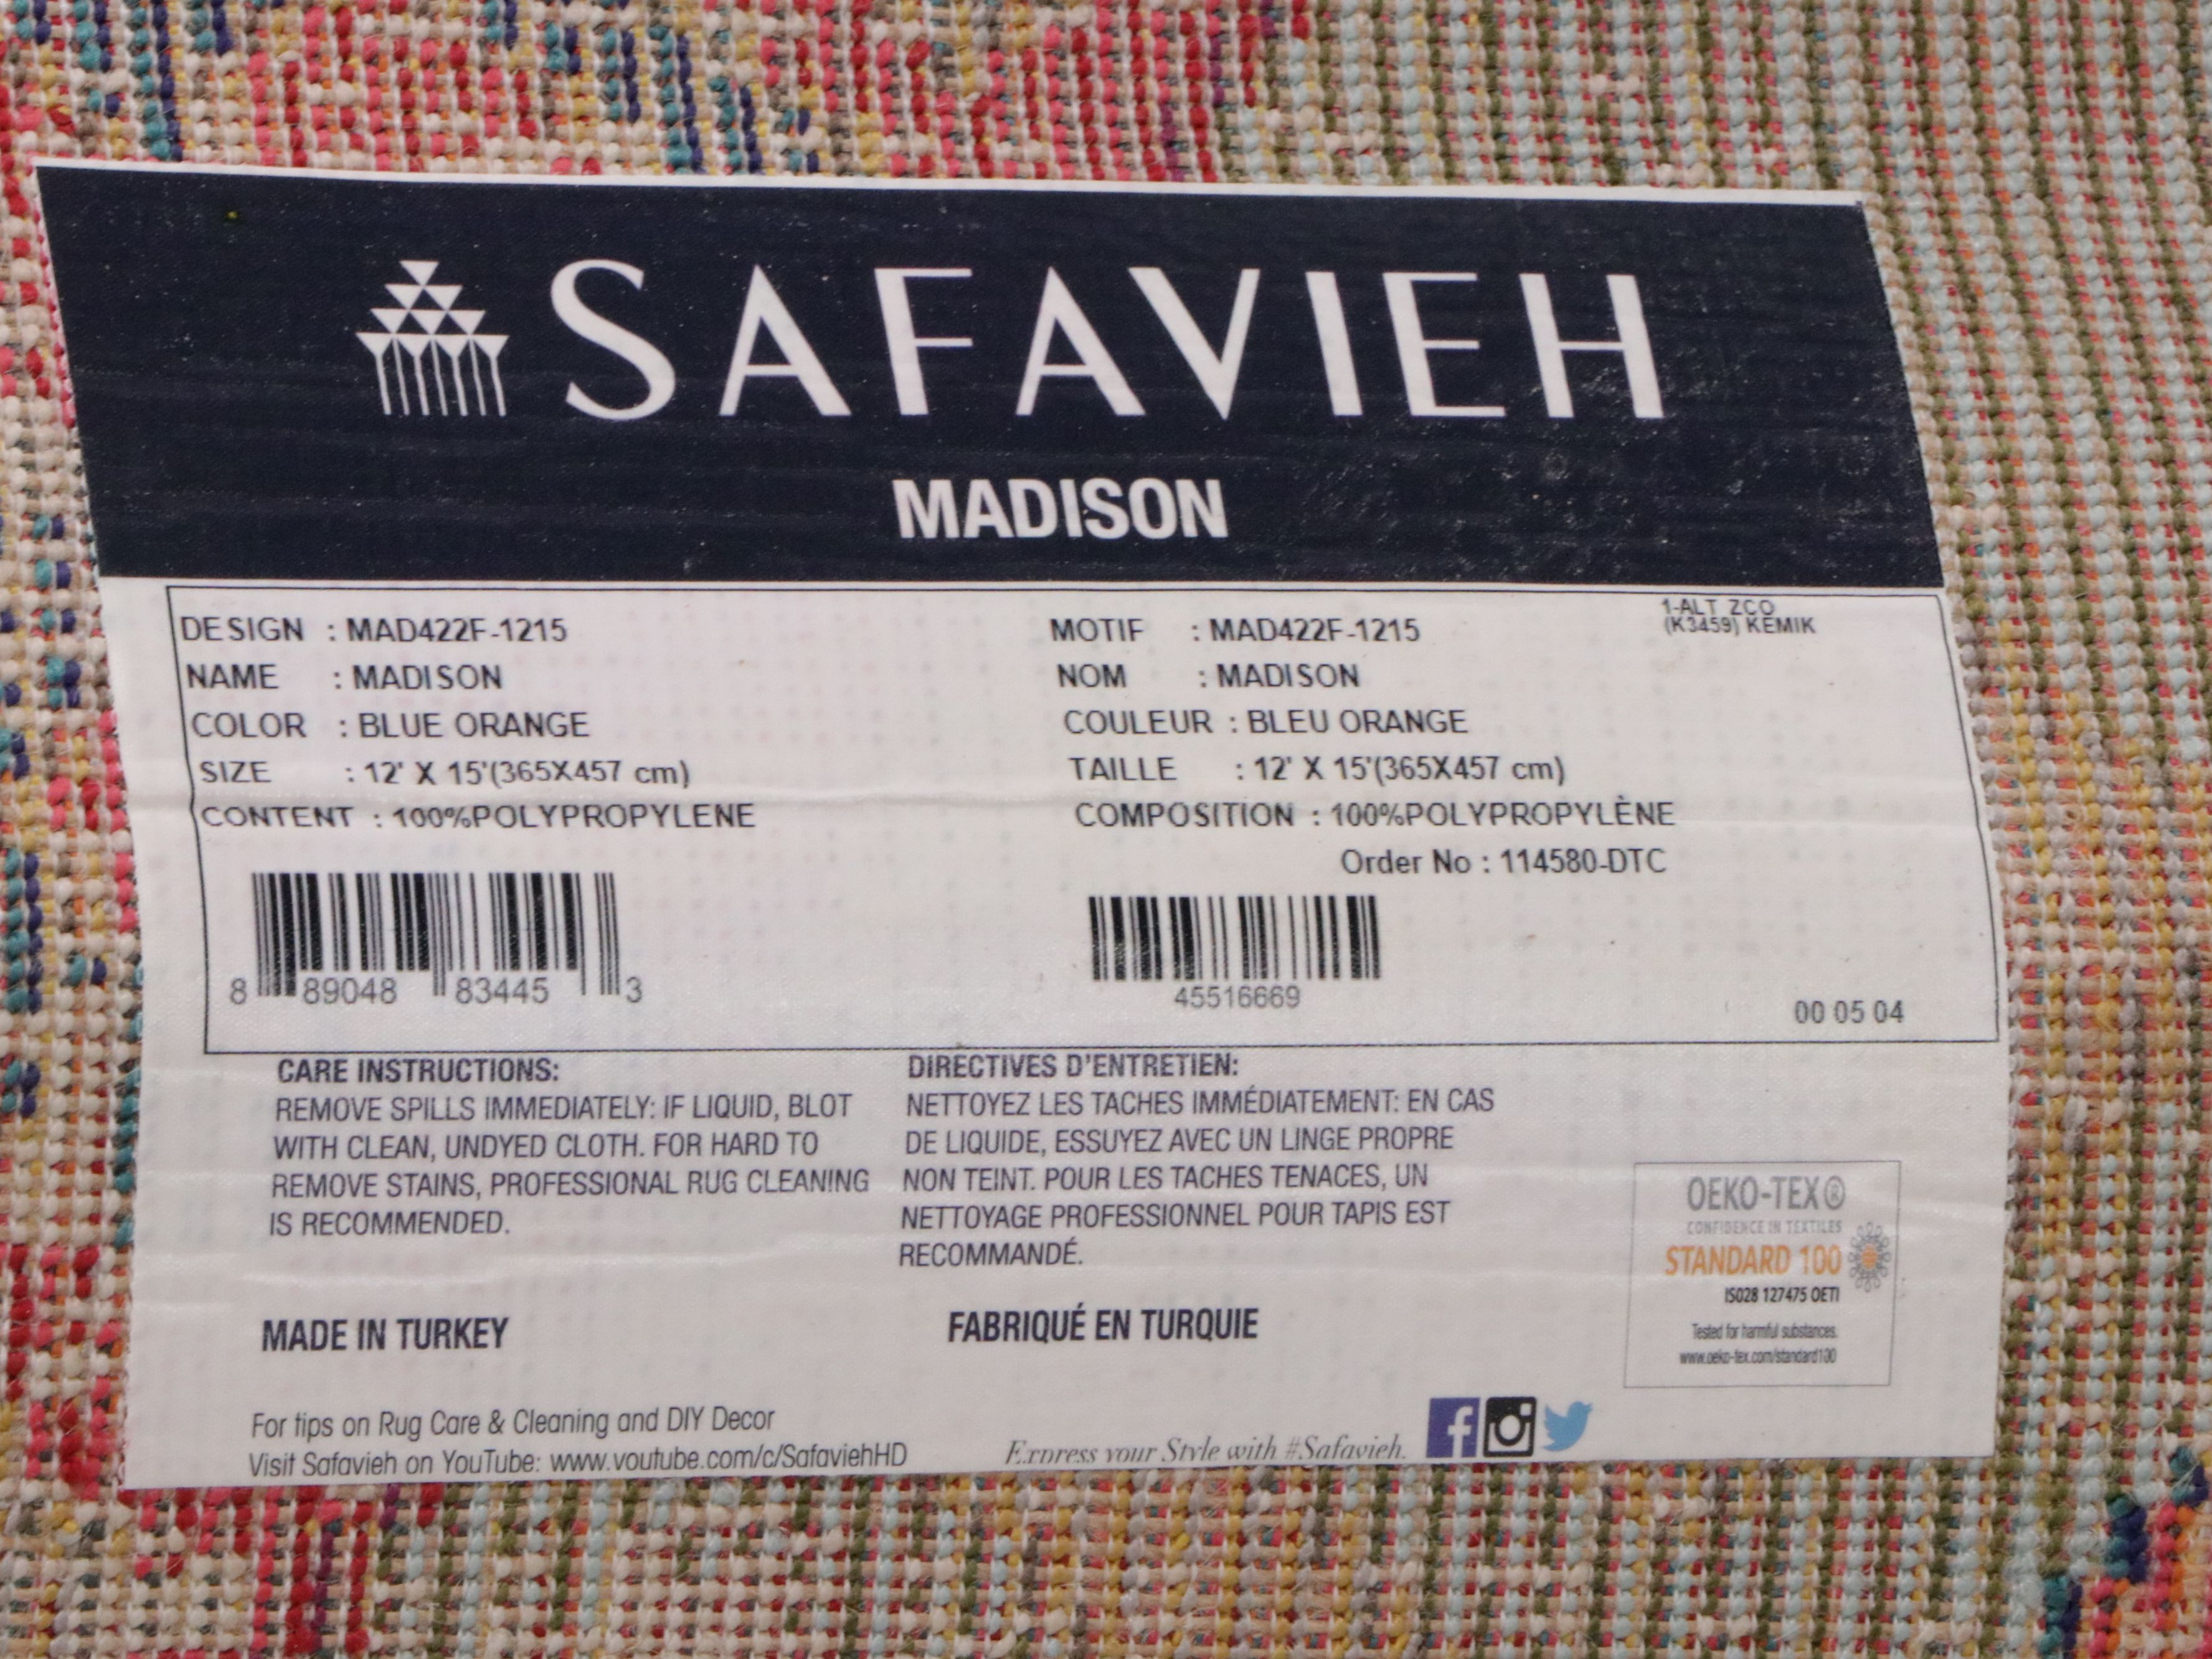 SAFAVIEH
MADISON
1-ALT ZCO
(K3459) KEMIK
DESIGN : MAD422F-1215
NAME : MADISON
COLOR : BLUE ORANGE
SIZE : 12' X 15'(365X457 cm)
CONTENT : 100%POLYPROPYLENE
MOTIF : MAD422F-1215
NOM : MADISON
COULEUR : BLEU ORANGE
TAILLE : 12' X 15'(365X457 cm)
COMPOSITION : 100%POLYPROPYLÈNE
Order No : 114580-DTC
8 89048 83445 3
45516669
00 05 04
CARE INSTRUCTIONS:
REMOVE SPILLS IMMEDIATELY: IF LIQUID, BLOT
WITH CLEAN, UNDYED CLOTH. FOR HARD TO
REMOVE STAINS, PROFESSIONAL RUG CLEANING
IS RECOMMENDED.
DIRECTIVES D'ENTRETIEN:
NETTOYEZ LES TACHES IMMÉDIATEMENT: EN CAS
DE LIQUIDE, ESSUYEZ AVEC UN LINGE PROPRE
NON TEINT. POUR LES TACHES TENACES, UN
NETTOYAGE PROFESSIONNEL POUR TAPIS EST
RECOMMANDÉ.
OEKO-TEX®
CONFIDENCE IN TEXTILES
STANDARD 100
IS028 127475 OETI
Tested for harmful substances.
www.oeko-tex.com/standard100
MADE IN TURKEY
FABRIQUÉ EN TURQUIE
For tips on Rug Care & Cleaning and DIY Decor
Visit Safavieh on YouTube: www.youtube.com/c/SafaviehHD
Express your Style with #Safavieh.